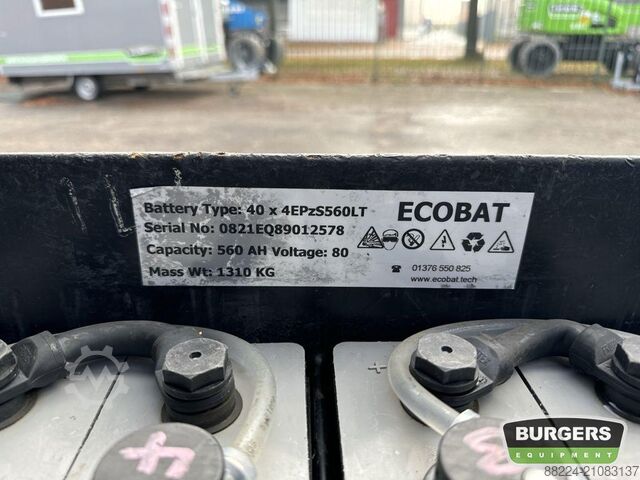 Battery Type: 40 x 4EPzS560LT
Serial No: 0821EQ89012578
Capacity: 560 AH Voltage: 80
Mass Wt: 1310 KG
ECOBAT
01376 550 825
www.ecobat.tech
+
4
BURGERS
EQUIPMENT
88224-21083137